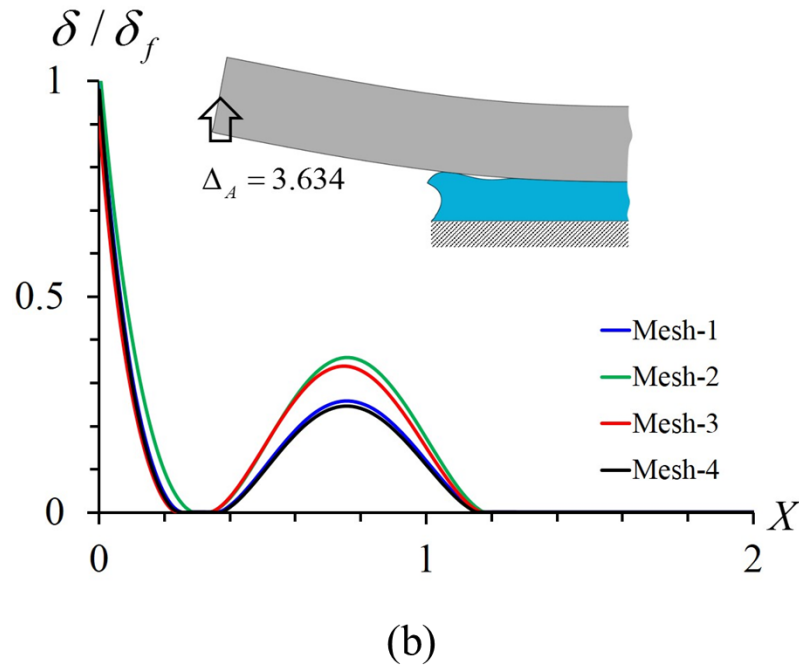 δ / δ_f
1
Δ_A = 3.634
0.5
Mesh-1
Mesh-2
Mesh-3
Mesh-4
0
X
0
1
2
(b)